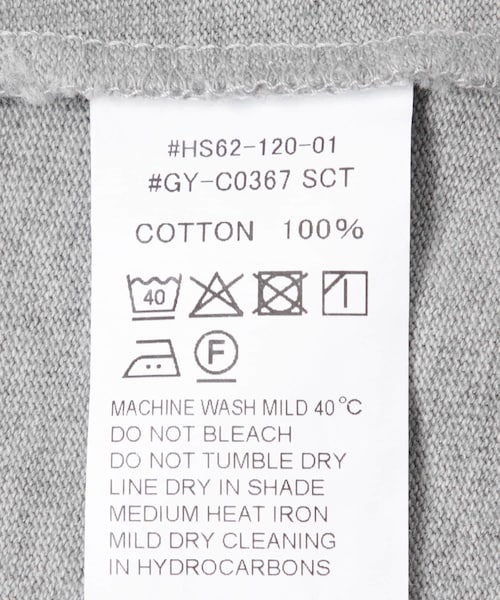 #HS62-120-01
#GY-C0367 SCT
COTTON 100%
40
F
MACHINE WASH MILD 40°C
DO NOT BLEACH
DO NOT TUMBLE DRY
LINE DRY IN SHADE
MEDIUM HEAT IRON
MILD DRY CLEANING
IN HYDROCARBONS